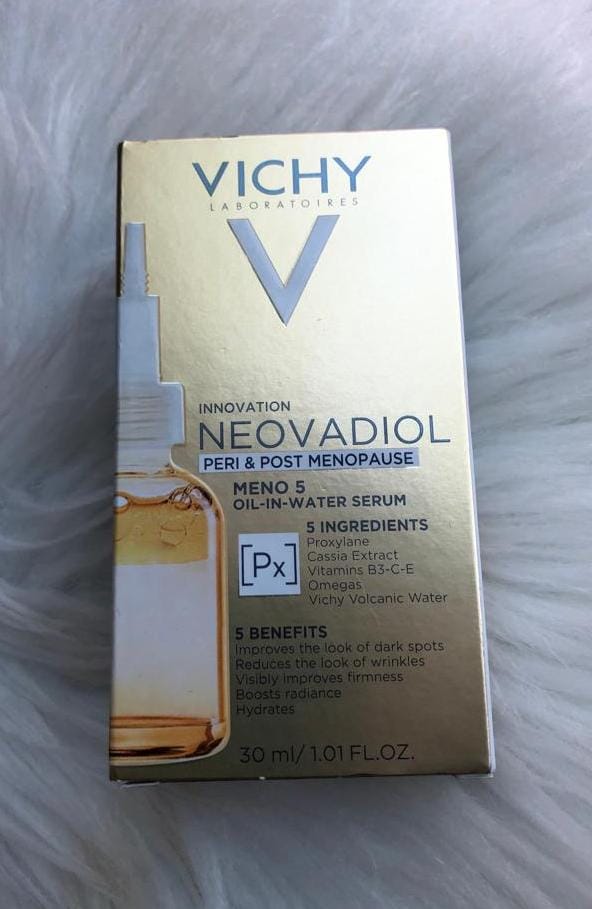 VICHY
LABORATOIRES
V
INNOVATION
NEOVADIOL
PERI & POST MENOPAUSE
MENO 5
OIL-IN-WATER SERUM
5 INGREDIENTS
[Px]
Proxylane
Cassia Extract
Vitamins B3-C-E
Omegas
Vichy Volcanic Water
5 BENEFITS
Improves the look of dark spots
Reduces the look of wrinkles
Visibly improves firmness
Boosts radiance
Hydrates
30 ml/ 1.01 FL.OZ.